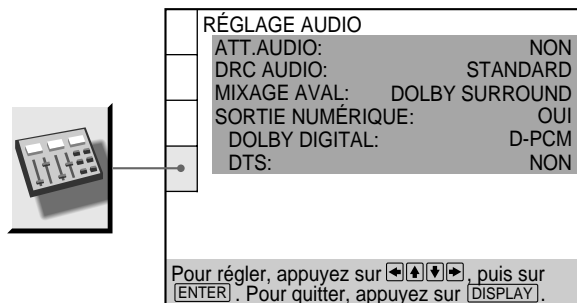 RÉGLAGE AUDIO
ATT.AUDIO: NON
DRC AUDIO: STANDARD
MIXAGE AVAL: DOLBY SURROUND
SORTIE NUMÉRIQUE: OUI
DOLBY DIGITAL: D-PCM
DTS: NON
Pour régler, appuyez sur ←↑↓→, puis sur
ENTER . Pour quitter, appuyez sur DISPLAY .